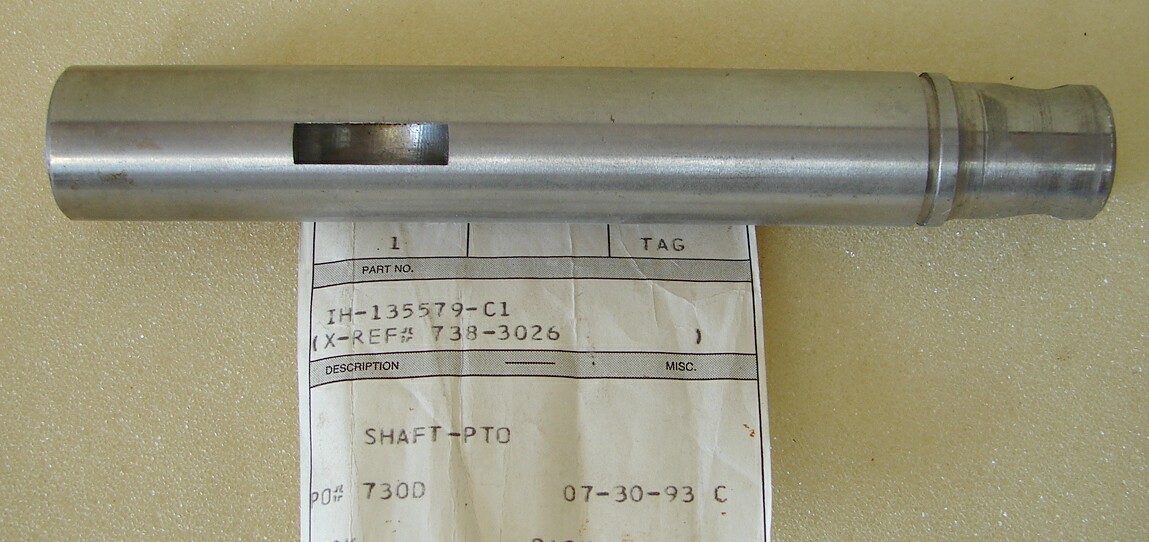 1 TAG
PART NO.
IH-135579-C1
(X-REF# 738-3026 )
DESCRIPTION MISC.
SHAFT-PTO
PO# 730D 07-30-93 C